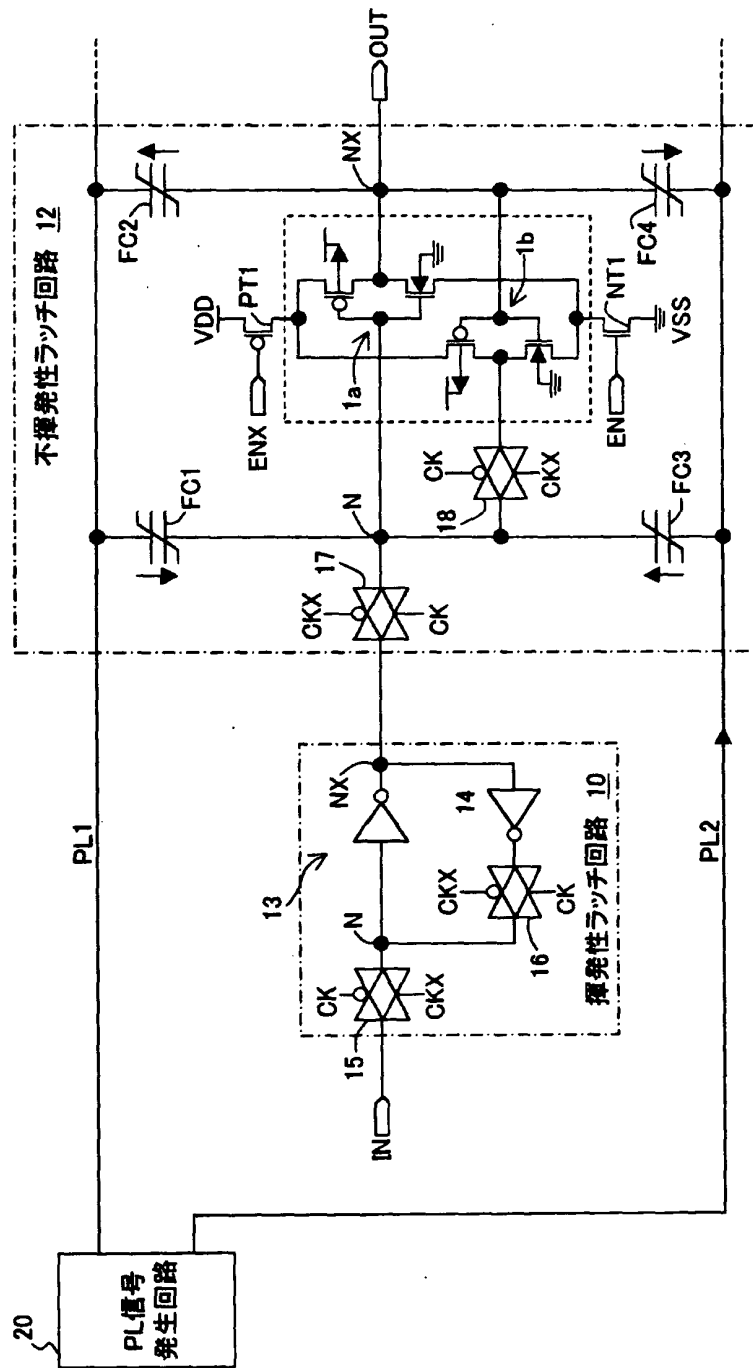 20
PL信号
発生回路
PL1
PL2
IN
揮発性ラッチ回路 10
13
N
NX
14
15
CK
CKX
16
CKX
CK
不揮発性ラッチ回路 12
17
CKX
CK
N
FC1
FC3
18
CK
CKX
ENX
VDD
PT1
1a
1b
EN
NT1
VSS
FC2
FC4
NX
OUT